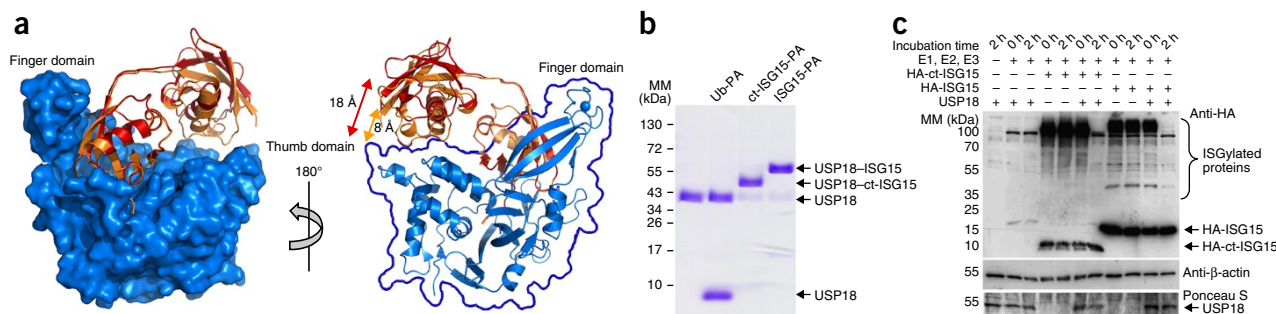 a
Finger domain
18 Å
8 Å
Thumb domain
180°
Finger domain
b
MM
(kDa)
Ub-PA
ct-ISG15-PA
ISG15-PA
130
72
55
43
34
26
17
10
USP18–ISG15
USP18–ct-ISG15
USP18
USP18
c
Incubation time
2 h 0 h 2 h 0 h 2 h 0 h 2 h 0 h 2 h 0 h 2 h
E1, E2, E3 – + + + + + + + + + +
HA-ct-ISG15 – – – + + + + – – – –
HA-ISG15 – – – – – – – + + + +
USP18 + + + – – + + – – + +
MM (kDa)
100
72
55
35
25
15
10
Anti-HA
ISGylated
proteins
HA-ISG15
HA-ct-ISG15
55
Anti-β-actin
55
Ponceau S
USP18